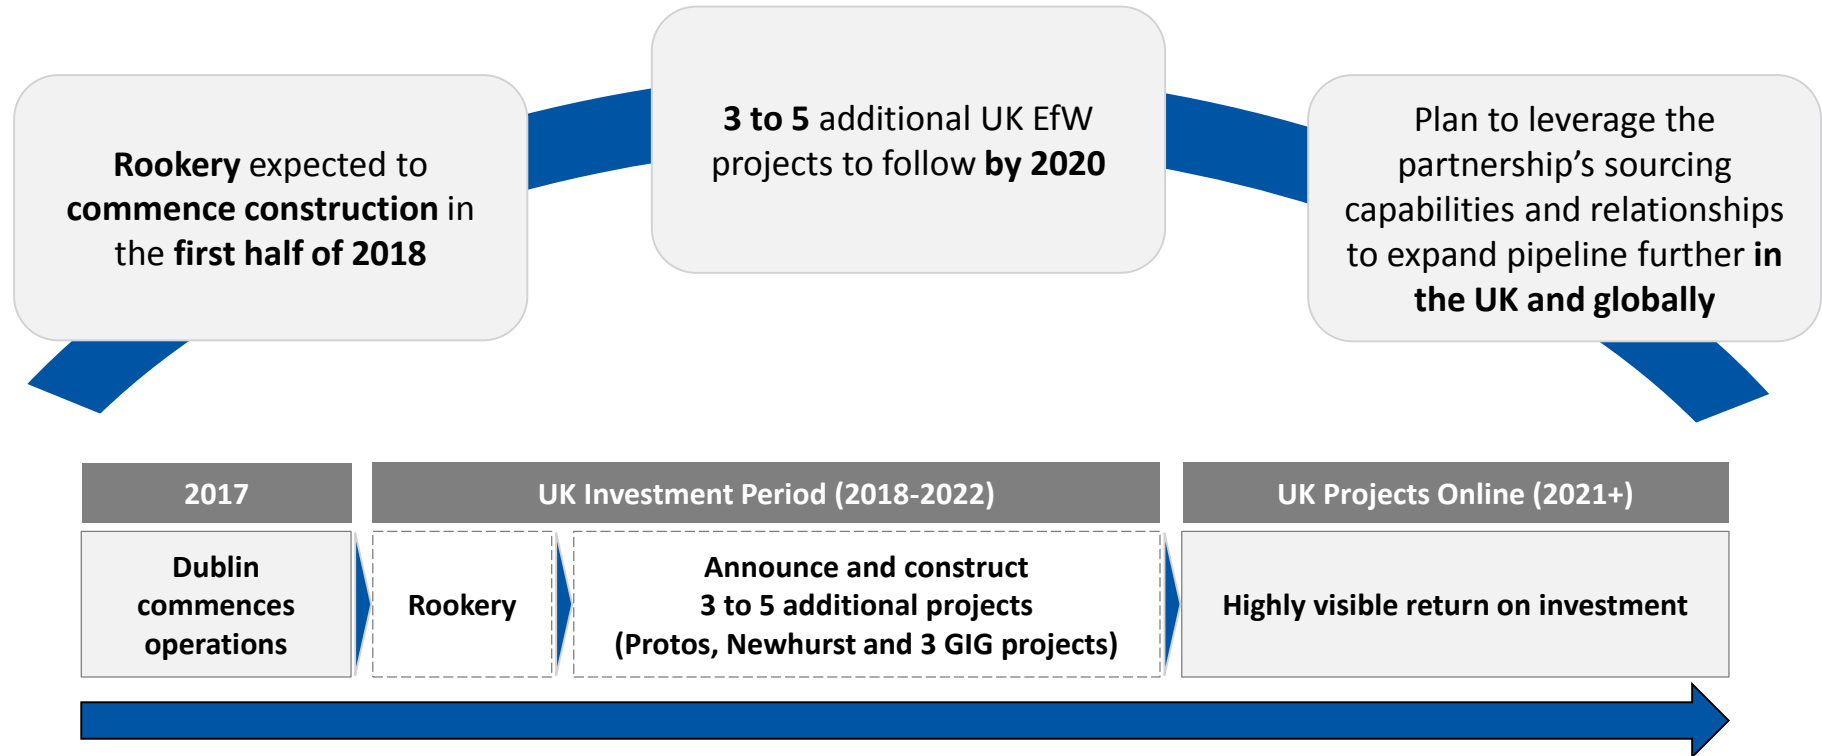 Rookery expected to
commence construction in
the first half of 2018
3 to 5 additional UK EfW
projects to follow by 2020
Plan to leverage the
partnership’s sourcing
capabilities and relationships
to expand pipeline further in
the UK and globally
2017
UK Investment Period (2018-2022)
UK Projects Online (2021+)
Dublin
commences
operations
Rookery
Announce and construct
3 to 5 additional projects
(Protos, Newhurst and 3 GIG projects)
Highly visible return on investment